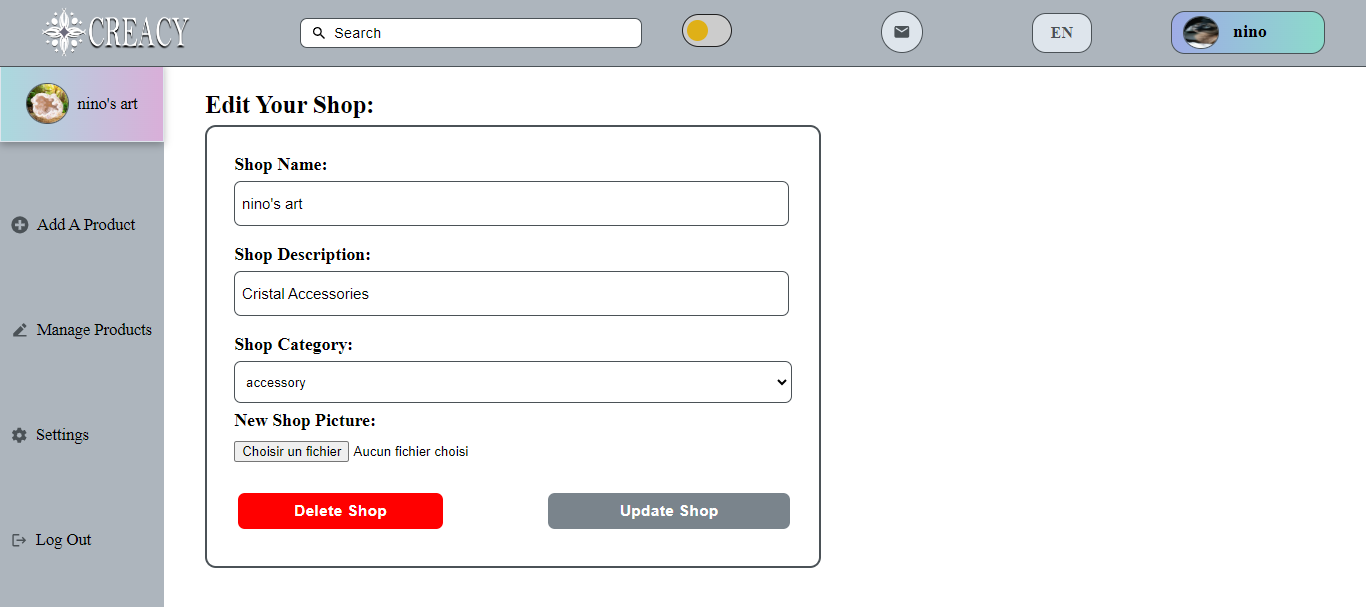 CREACY
Search
EN
nino
nino's art
Add A Product
Manage Products
Settings
Log Out
Edit Your Shop:
Shop Name:
nino's art
Shop Description:
Cristal Accessories
Shop Category:
accessory
New Shop Picture:
Choisir un fichier Aucun fichier choisi
Delete Shop Update Shop